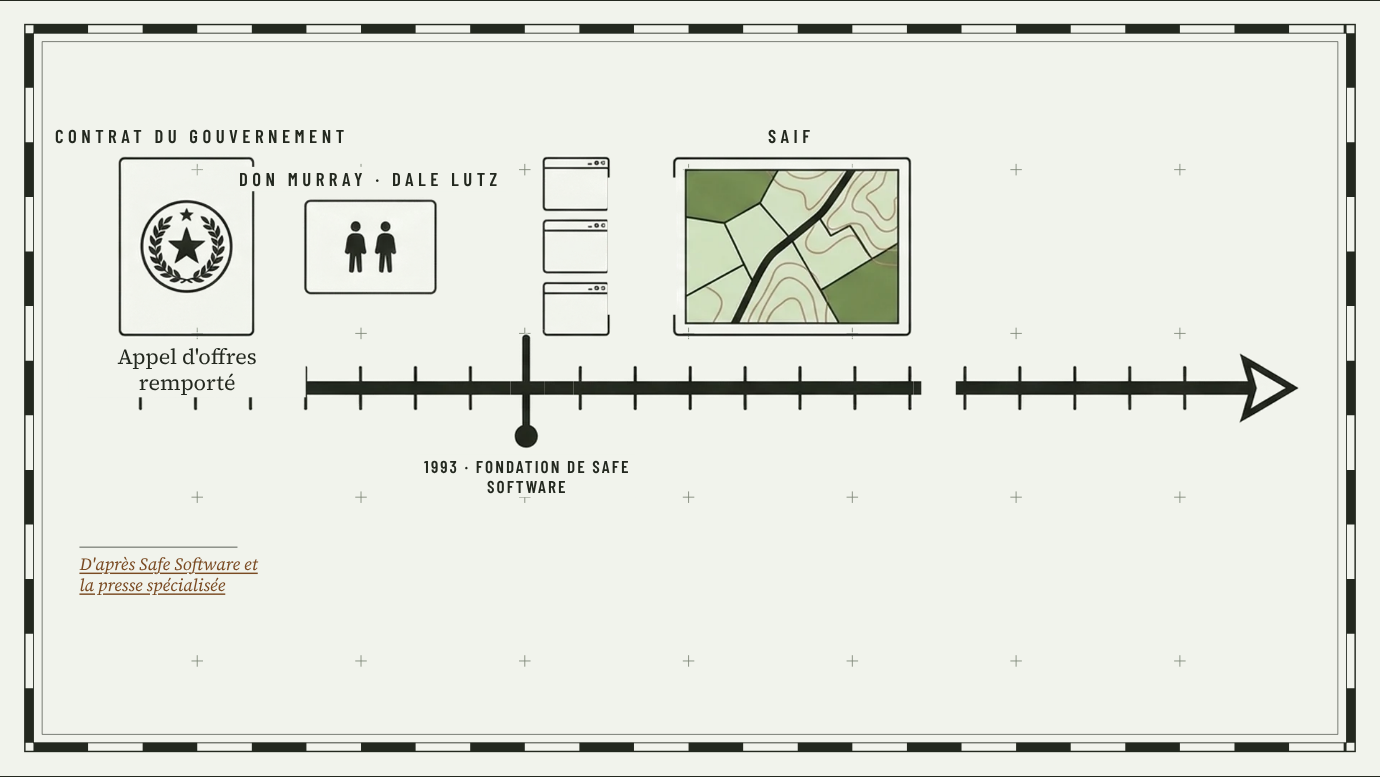 CONTRAT DU GOUVERNEMENT
SAIF
DON MURRAY · DALE LUTZ
Appel d'offres
remporté
1993 · FONDATION DE SAFE
SOFTWARE
D'après Safe Software et
la presse spécialisée